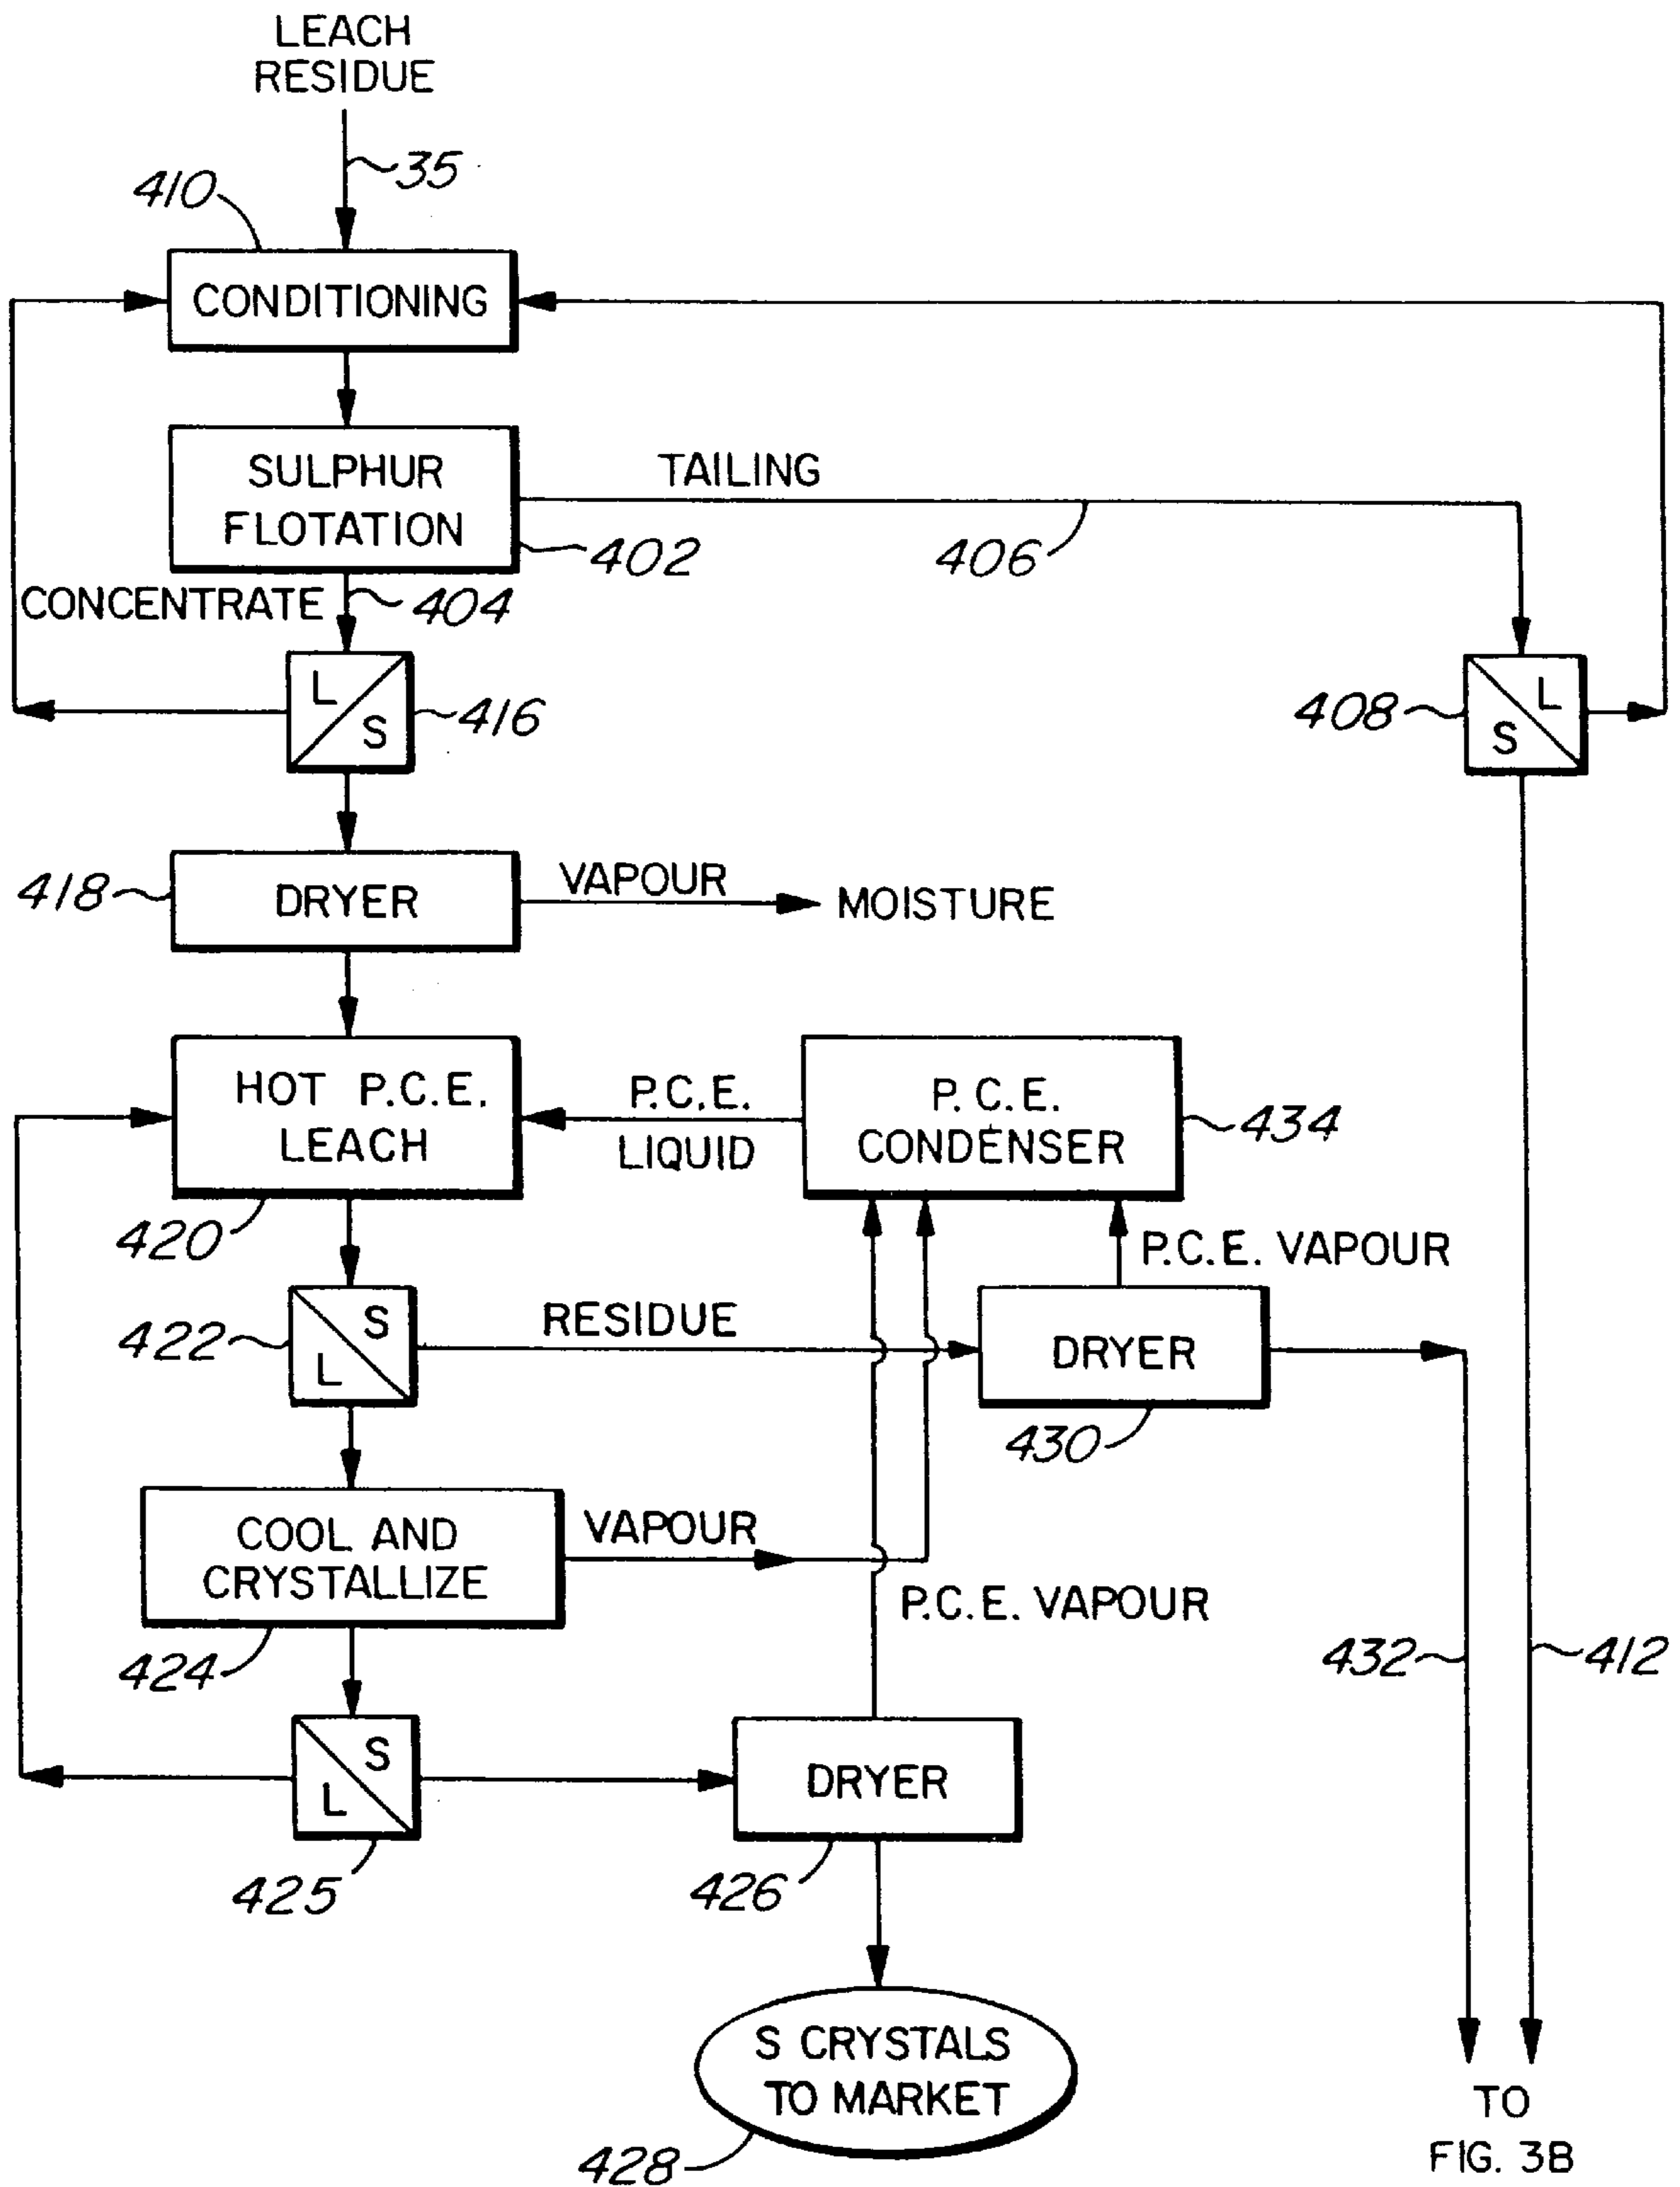 LEACH
RESIDUE
35
410
CONDITIONING
SULPHUR
FLOTATION
402
TAILING
406
CONCENTRATE
404
L
S
416
408
L
S
418
DRYER
VAPOUR
MOISTURE
HOT P.C.E.
LEACH
420
P.C.E.
LIQUID
P.C.E.
CONDENSER
434
P.C.E. VAPOUR
422
S
L
RESIDUE
DRYER
430
COOL AND
CRYSTALLIZE
424
VAPOUR
P.C.E. VAPOUR
432
412
S
L
425
DRYER
426
S CRYSTALS
TO MARKET
428
TO
FIG. 3B